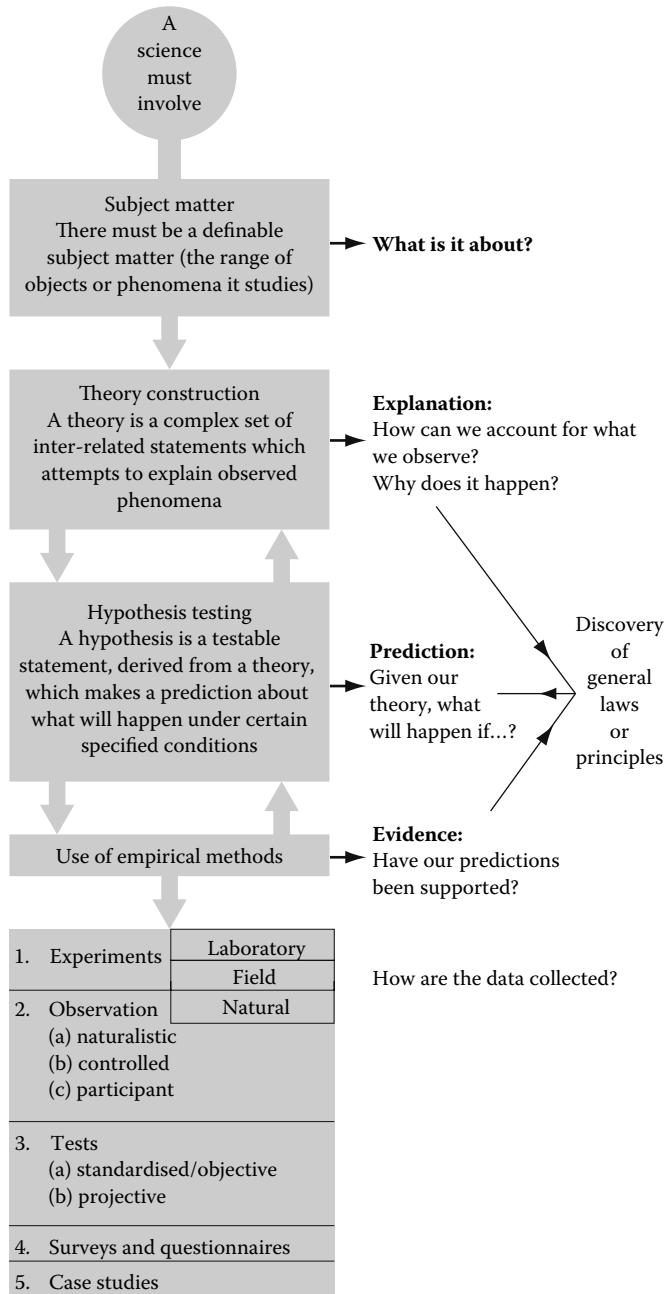 A
science
must
involve
Subject matter
There must be a definable
subject matter (the range of
objects or phenomena it studies)
What is it about?
Theory construction
A theory is a complex set of
inter-related statements which
attempts to explain observed
phenomena
Explanation:
How can we account for what
we observe?
Why does it happen?
Hypothesis testing
A hypothesis is a testable
statement, derived from a theory,
which makes a prediction about
what will happen under certain
specified conditions
Prediction:
Given our
theory, what
will happen if...?
Discovery
of
general
laws
or
principles
Use of empirical methods
Evidence:
Have our predictions
been supported?
1. Experiments
Laboratory
Field
Natural
How are the data collected?
2. Observation
(a) naturalistic
(b) controlled
(c) participant
3. Tests
(a) standardised/objective
(b) projective
4. Surveys and questionnaires
5. Case studies